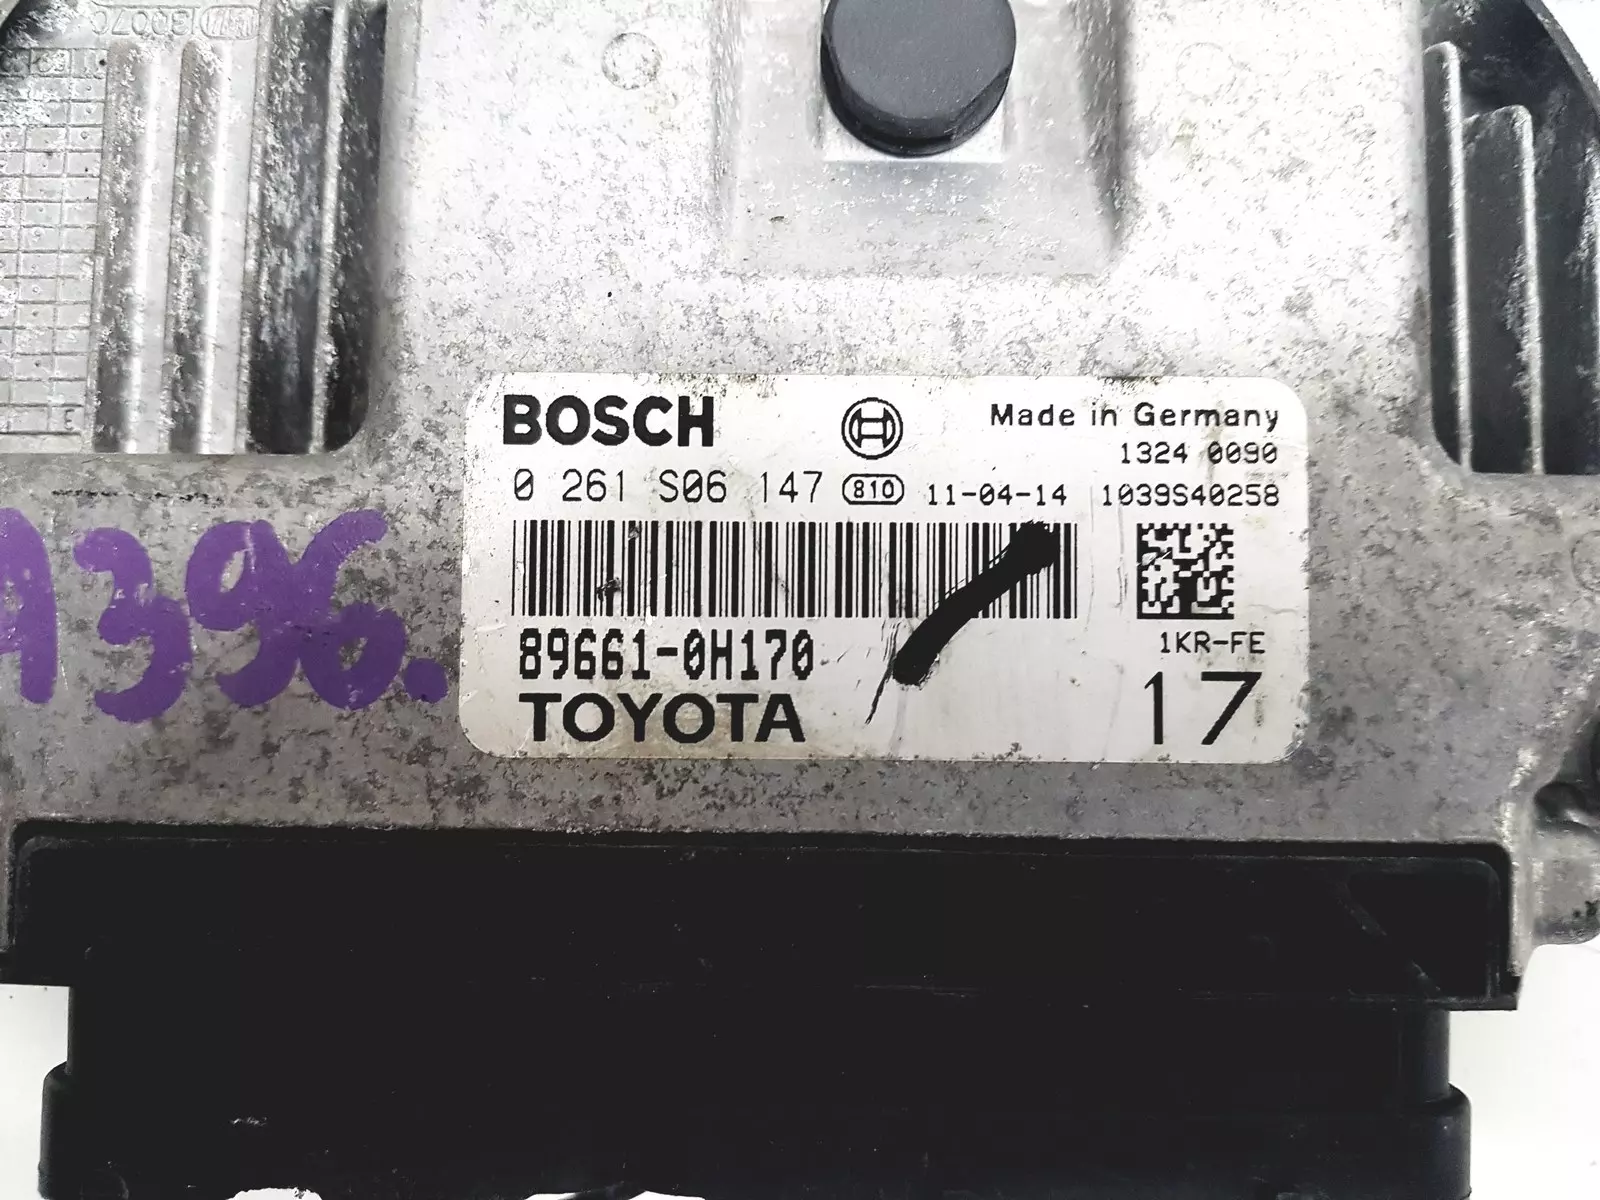 BOSCH
Made in Germany
1324 0090
0 261 S06 147 810 11-04-14 1039S40258
89661-0H170
1KR-FE
TOYOTA
17
A396.
E